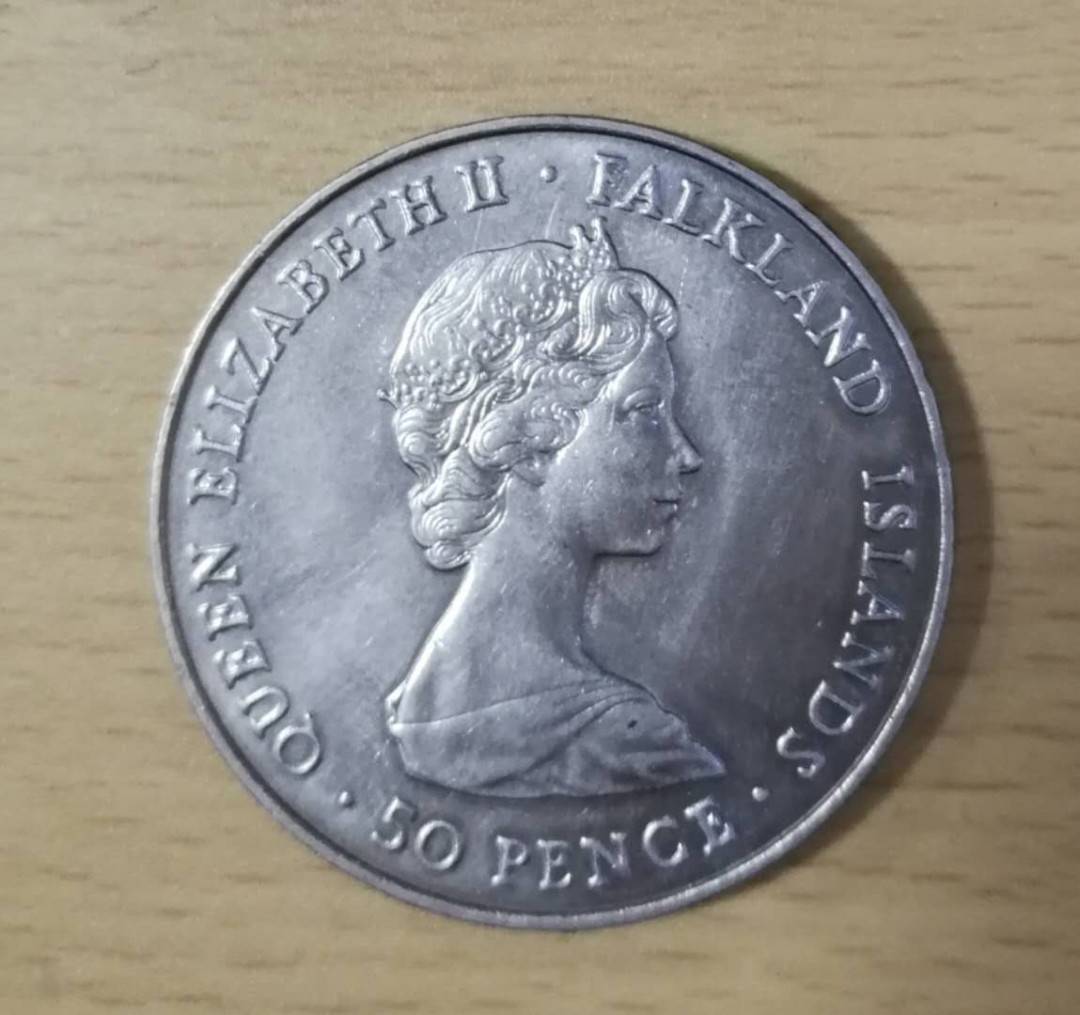 QUEEN ELIZABETH II · FALKLAND ISLANDS ·
50 PENCE ·